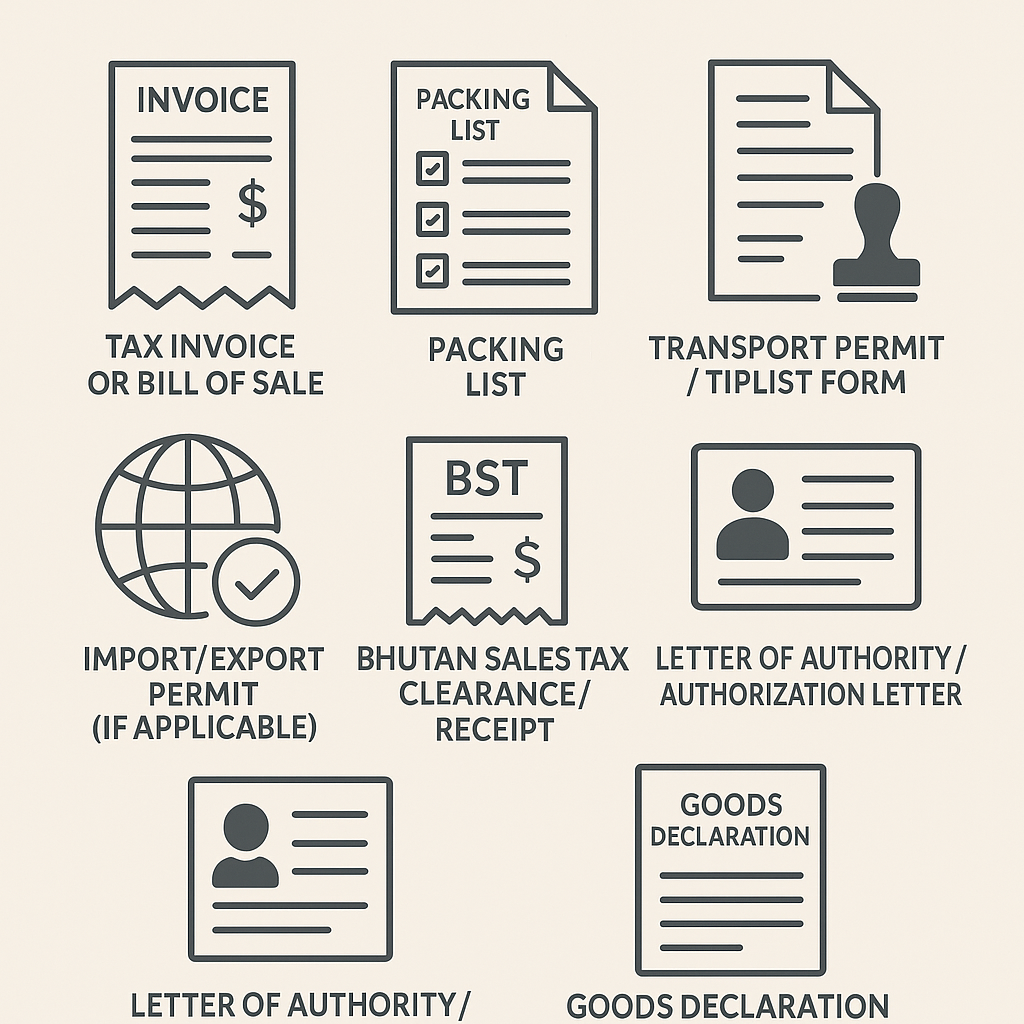 INVOICE
$
PACKING
LIST
TAX INVOICE
OR BILL OF SALE
PACKING
LIST
TRANSPORT PERMIT
/ TIPLIST FORM
BST
$
IMPORT/EXPORT
PERMIT
(IF APPLICABLE)
BHUTAN SALES TAX
CLEARANCE/
RECEIPT
LETTER OF AUTHORITY/
AUTHORIZATION LETTER
GOODS
DECLARATION
LETTER OF AUTHORITY/
GOODS DECLARATION